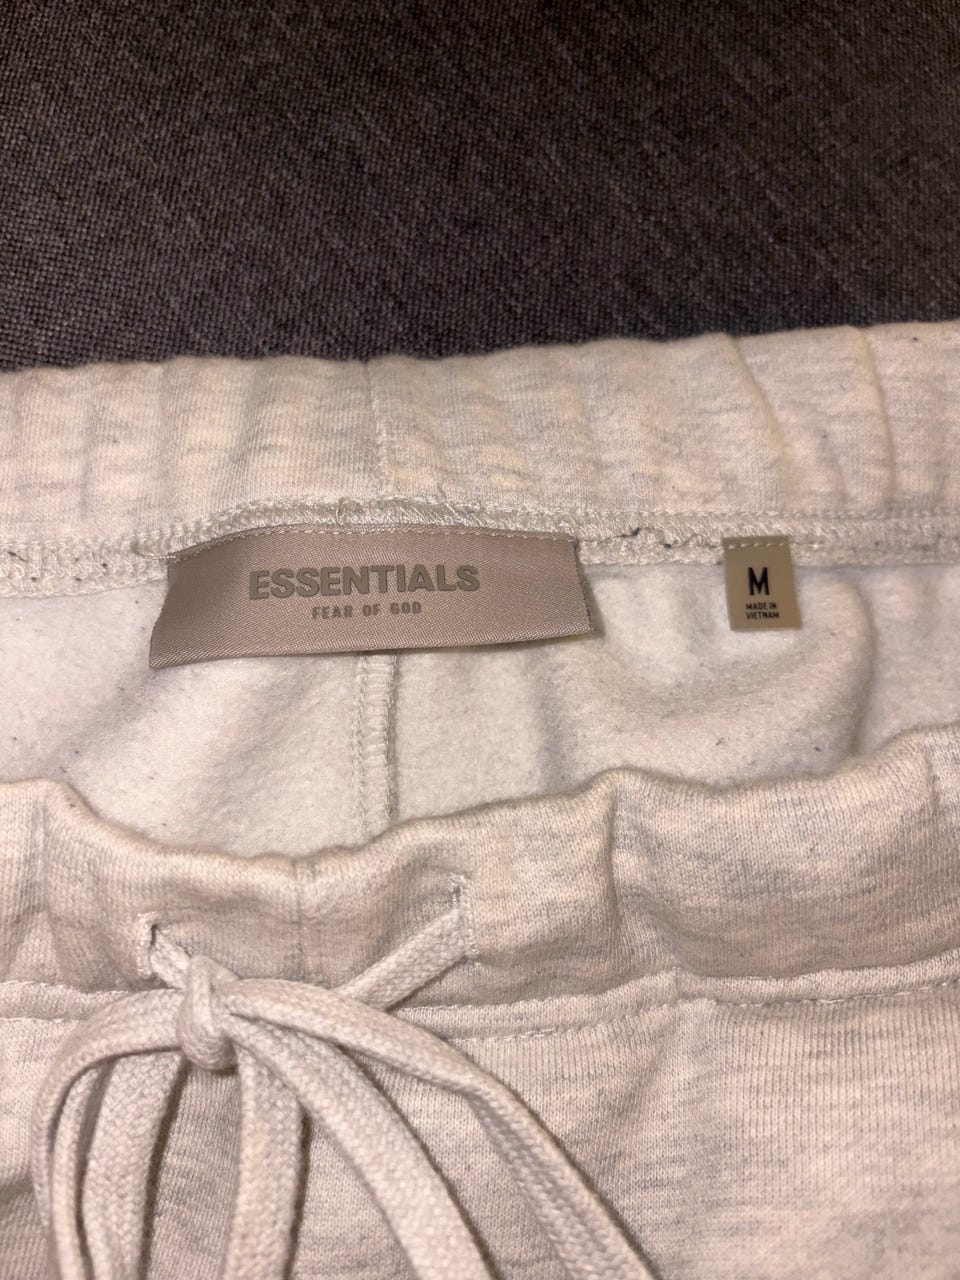 ESSENTIALS
FEAR OF GOD
M
MADE IN
VIETNAM